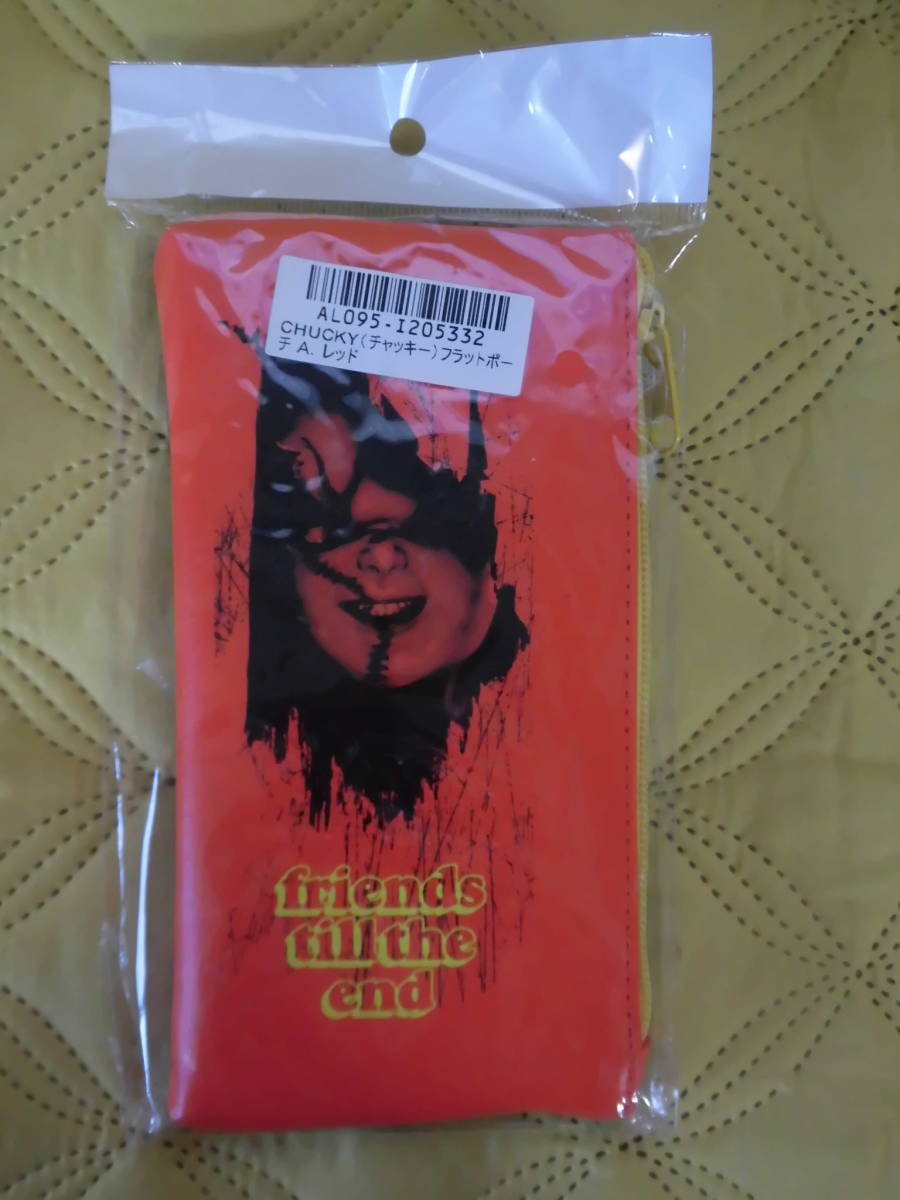 AL095-I205332
CHUCKY(チャッキー)フラットポー
チ A. レッド
friends
till the
end